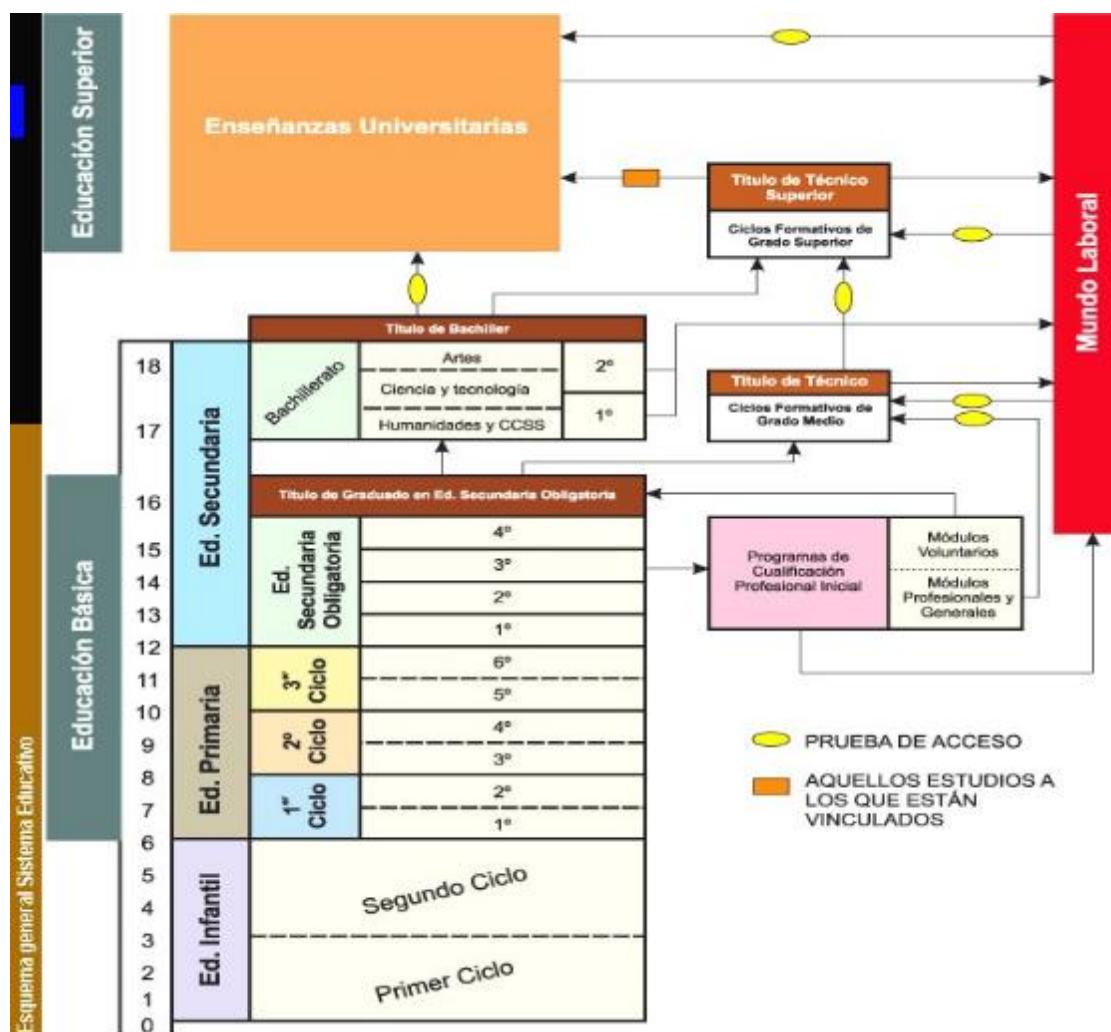 Educación Superior
Enseñanzas Universitarias
Título de Técnico
Superior
Ciclos Formativos de
Grado Superior
Mundo Laboral
Título de Bachiller
18
17
16
15
14
13
12
11
10
9
8
7
6
5
4
3
2
1
0
Ed. Secundaria
Bachillerato
Artes
Ciencia y tecnología
Humanidades y CCSS
2º
1º
Título de Técnico
Ciclos Formativos de
Grado Medio
Educación Básica
Título de Graduado en Ed. Secundaria Obligatoria
Ed.
Secundaria
Obligatoria
4º
3º
2º
1º
Programas de
Cualificación
Profesional Inicial
Módulos
Voluntarios
Módulos
Profesionales y
Generales
Ed. Primaria
3er
Ciclo
6º
5º
2º
Ciclo
4º
3º
1er
Ciclo
2º
1º
PRUEBA DE ACCESO
AQUELLOS ESTUDIOS A
LOS QUE ESTÁN
VINCULADOS
Ed. Infantil
Segundo Ciclo
Primer Ciclo
Esquema general Sistema Educativo